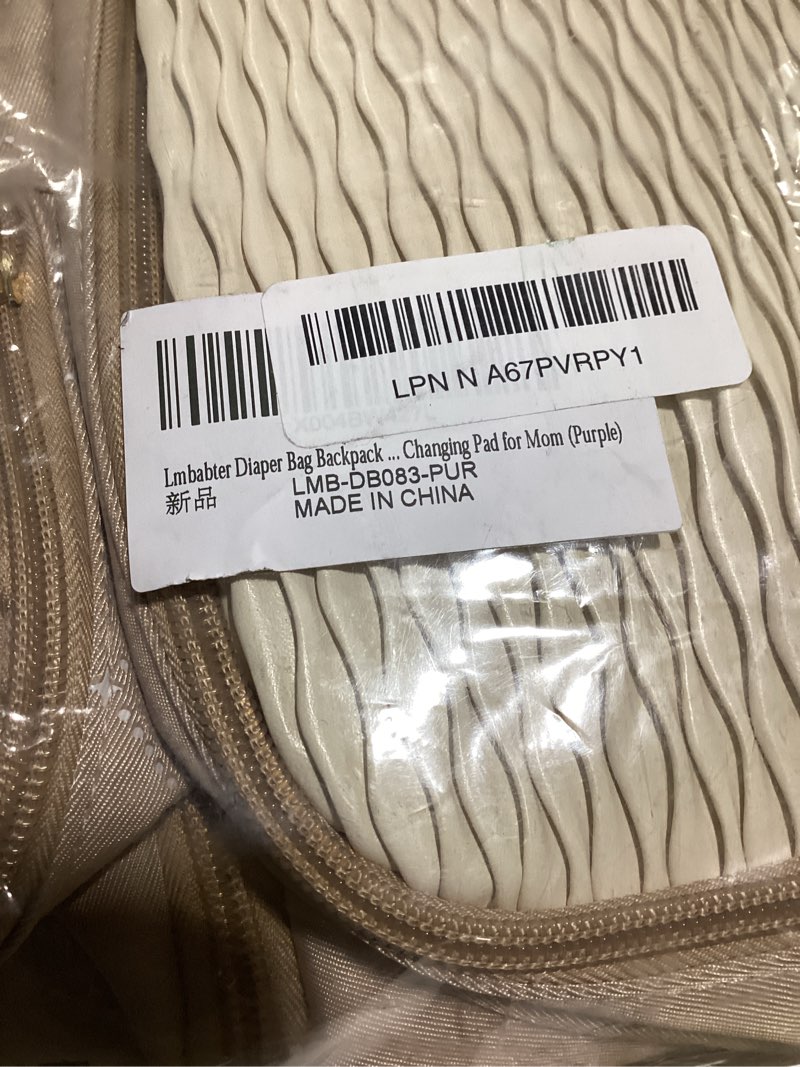 LPN N A67PVRPY1
Lmbabter Diaper Bag Backpack ... Changing Pad for Mom (Purple)
新品
LMB-DB083-PUR
MADE IN CHINA